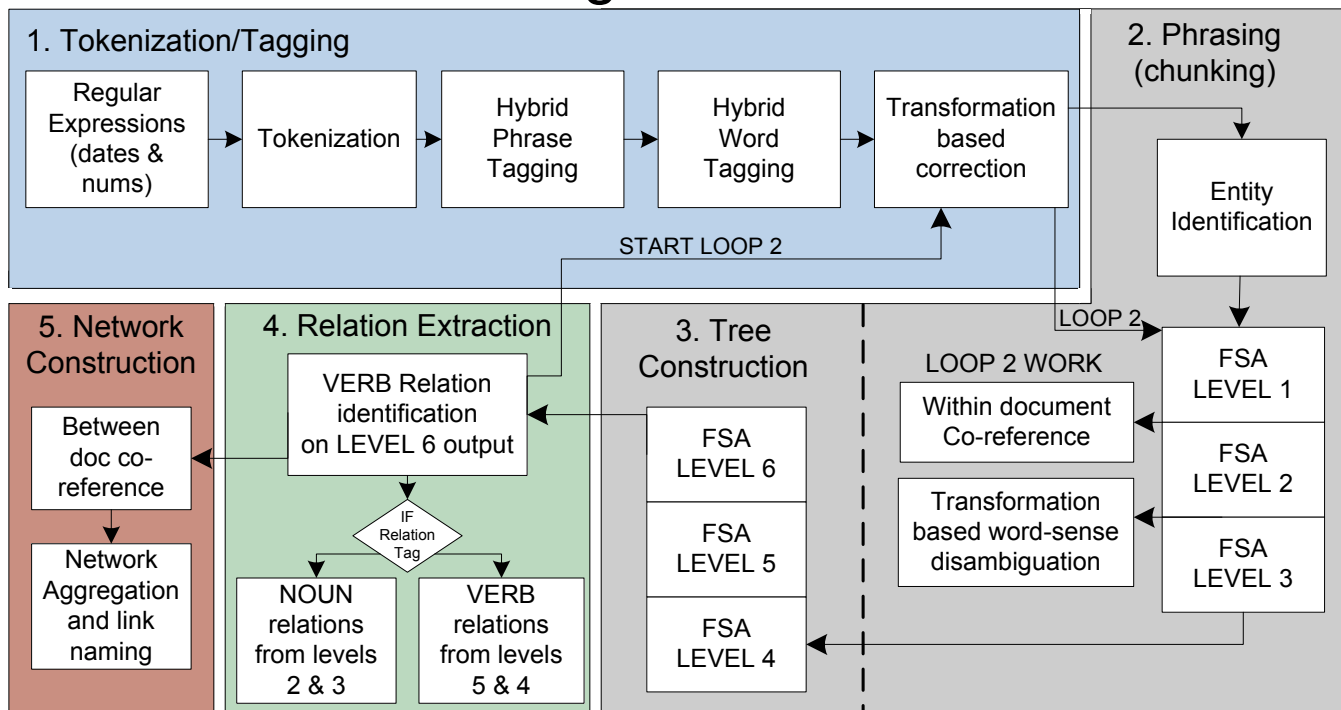 1. Tokenization/Tagging
Regular
Expressions
(dates &
nums)
Tokenization
Hybrid
Phrase
Tagging
Hybrid
Word
Tagging
Transformation
based
correction
START LOOP 2
2. Phrasing
(chunking)
Entity
Identification
LOOP 2
FSA
LEVEL 1
FSA
LEVEL 2
FSA
LEVEL 3
LOOP 2 WORK
Within document
Co-reference
Transformation
based word-sense
disambiguation
3. Tree
Construction
FSA
LEVEL 6
FSA
LEVEL 5
FSA
LEVEL 4
4. Relation Extraction
VERB Relation
identification
on LEVEL 6 output
IF
Relation
Tag
NOUN
relations
from levels
2 & 3
VERB
relations
from levels
5 & 4
5. Network
Construction
Between
doc co-
reference
Network
Aggregation
and link
naming